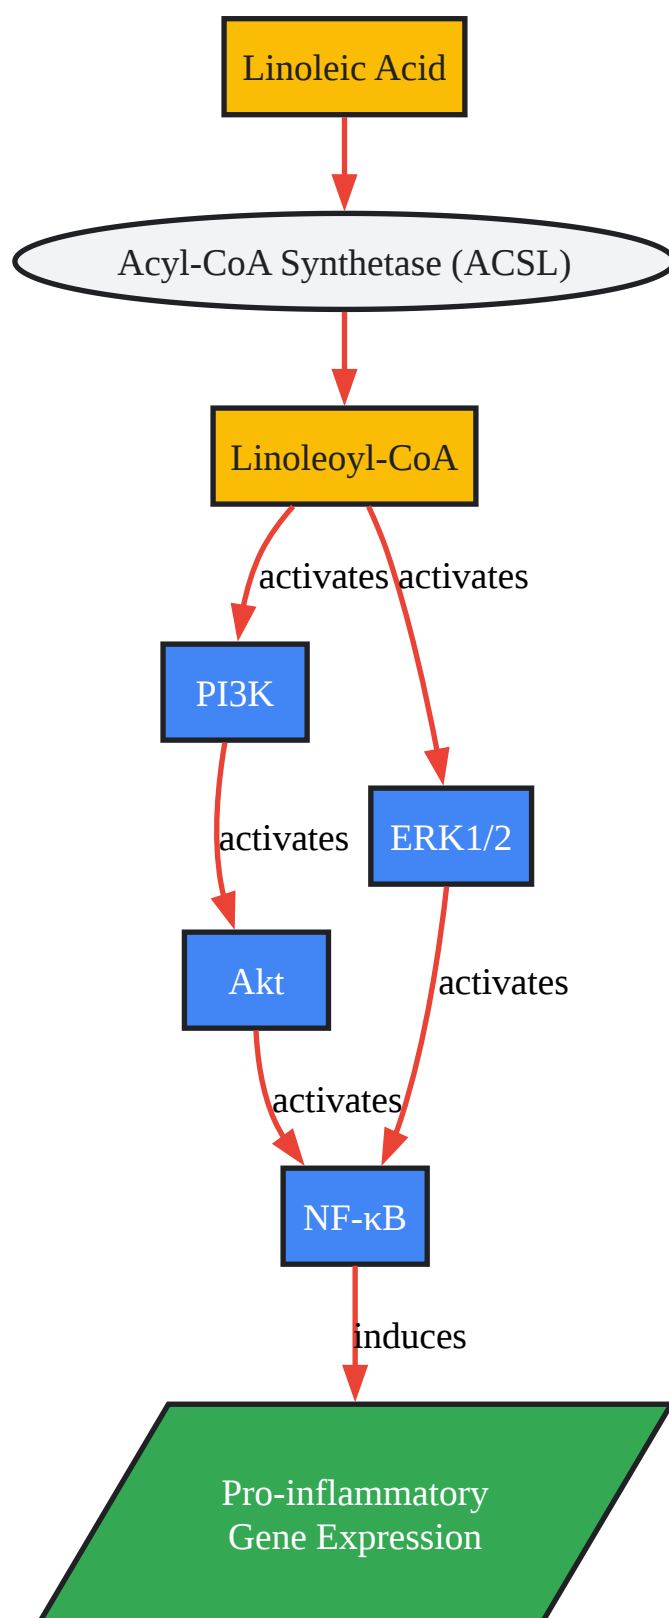 Linoleic Acid
Acyl-CoA Synthetase (ACSL)
Linoleoyl-CoA
activates
activates
PI3K
activates
ERK1/2
Akt
activates
activates
NF-κB
induces
Pro-inflammatory
Gene Expression